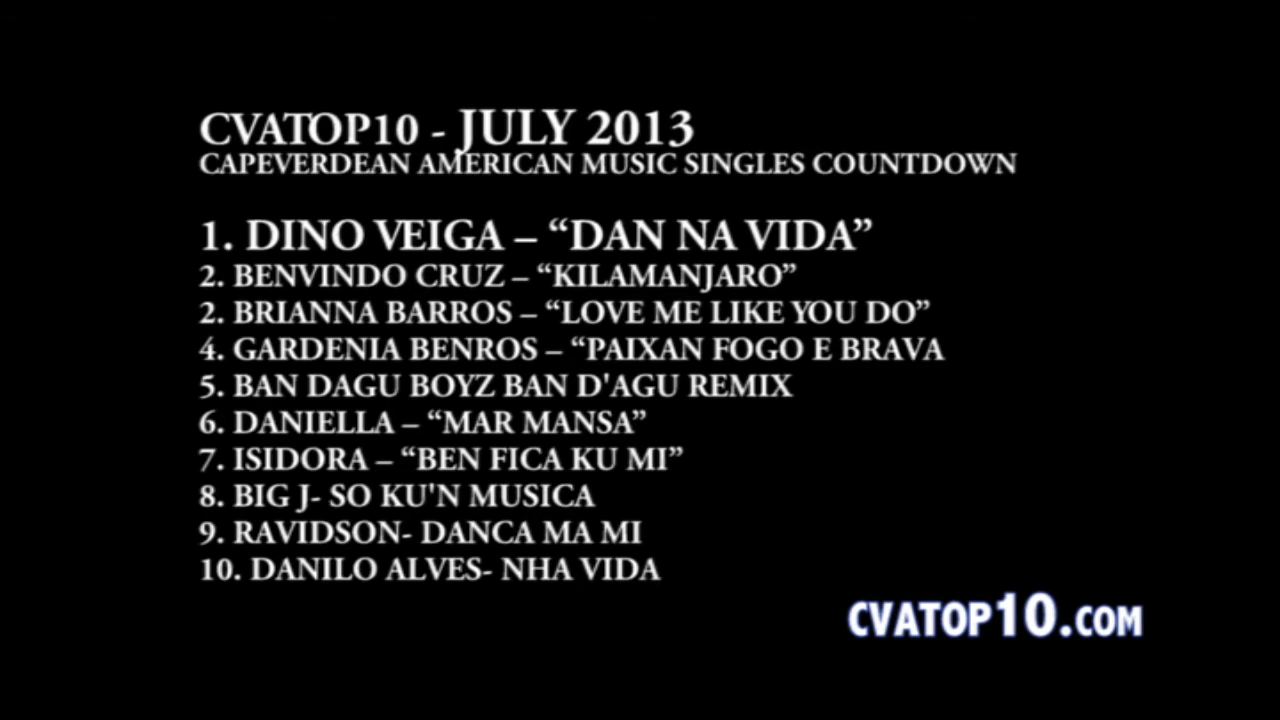 CVATOP10 - JULY 2013
CAPEVERDEAN AMERICAN MUSIC SINGLES COUNTDOWN
1. DINO VEIGA – “DAN NA VIDA”
2. BENVINDO CRUZ – “KILAMANJARO”
2. BRIANNA BARROS – “LOVE ME LIKE YOU DO”
4. GARDENIA BENROS – “PAIXAN FOGO E BRAVA
5. BAN DAGU BOYZ BAN D'AGU REMIX
6. DANIELLA – “MAR MANSA”
7. ISIDORA – “BEN FICA KU MI”
8. BIG J- SO KU'N MUSICA
9. RAVIDSON- DANCA MA MI
10. DANILO ALVES- NHA VIDA
CVATOP10.COM